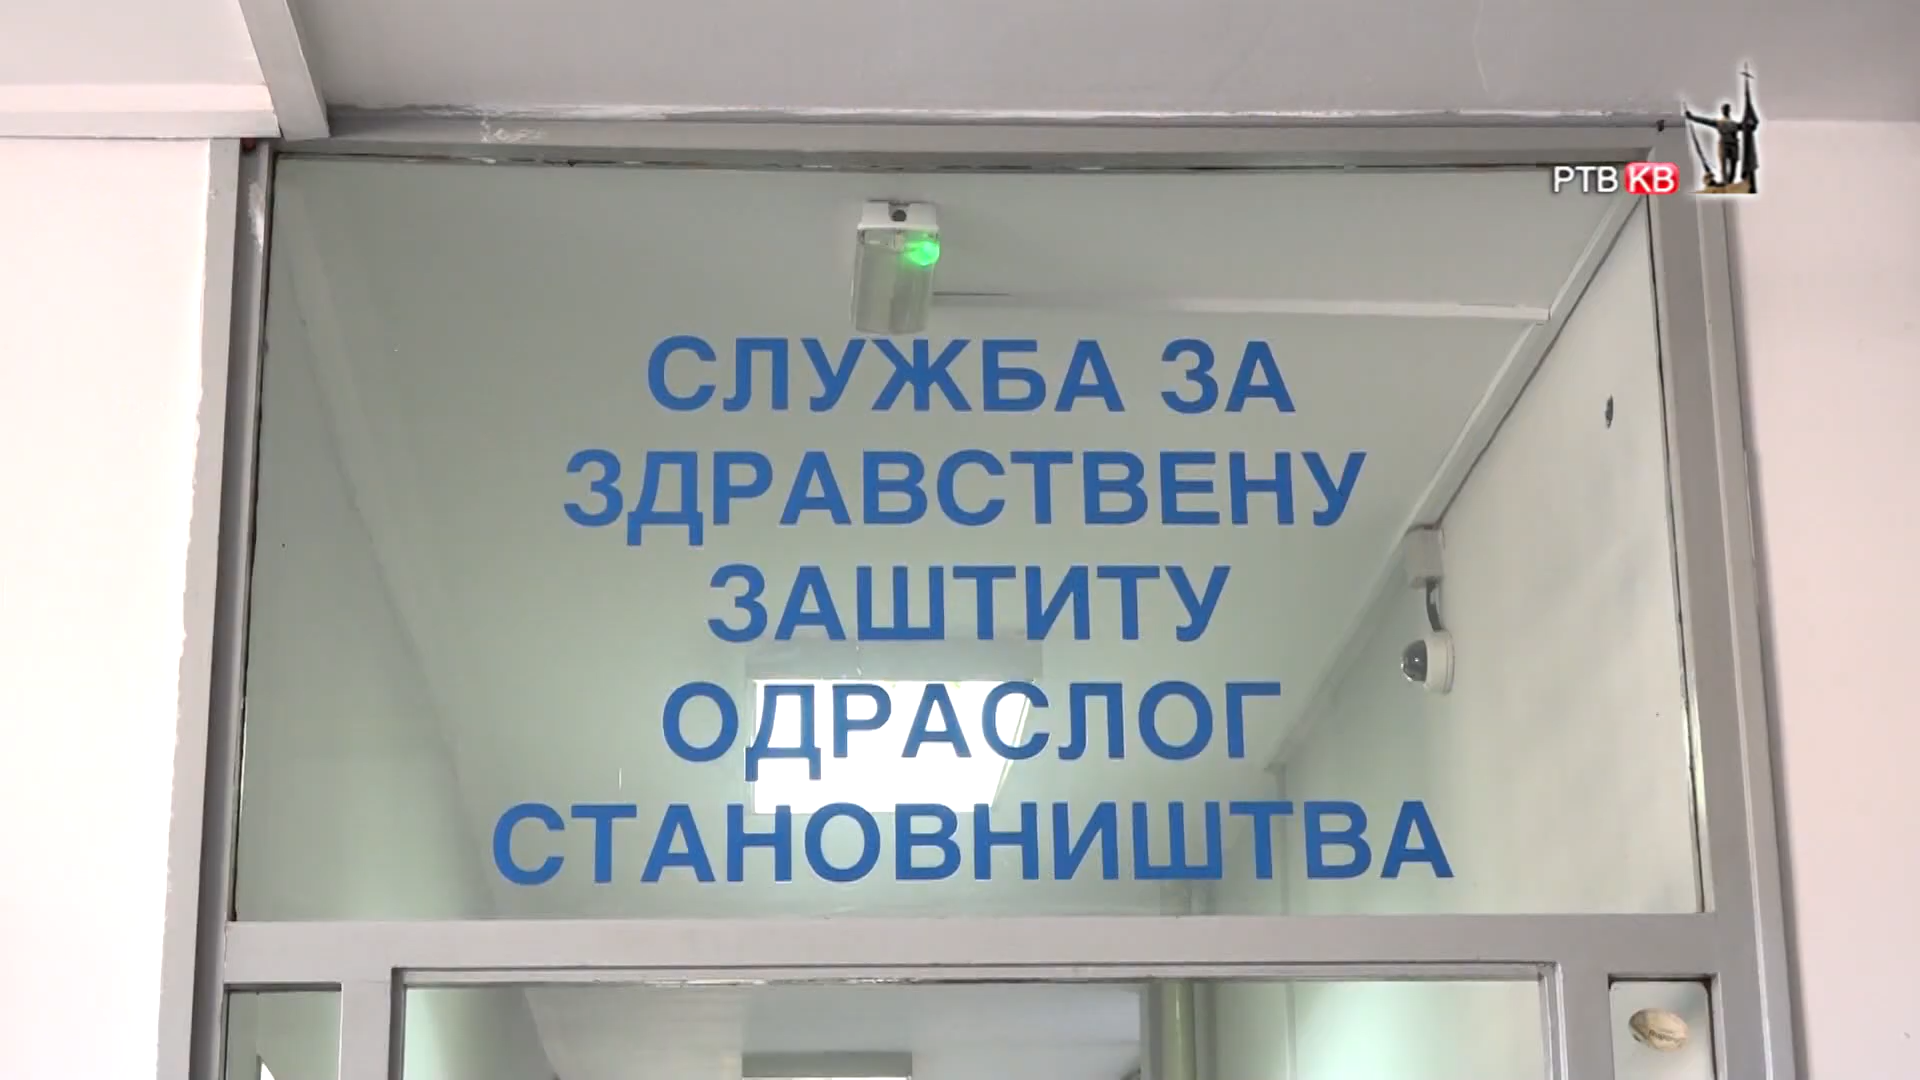 РТВ КВ
СЛУЖБА ЗА
ЗДРАВСТВЕНУ
ЗАШТИТУ
ОДРАСЛОГ
СТАНОВНИШТВА